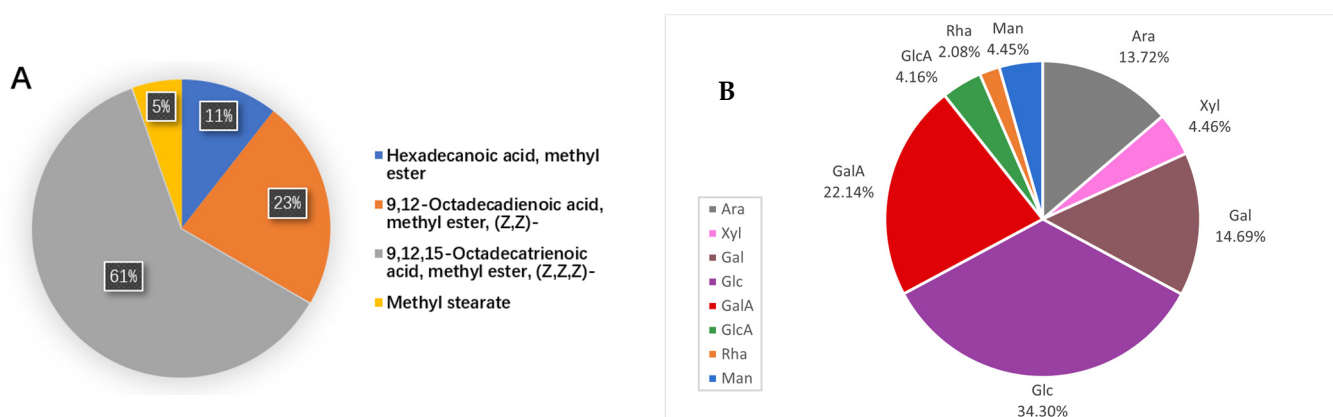 A
5%
11%
23%
61%
Hexadecanoic acid, methyl
ester
9,12-Octadecadienoic acid,
methyl ester, (Z,Z)-
9,12,15-Octadecatrienoic
acid, methyl ester, (Z,Z,Z)-
Methyl stearate
B
Rha
2.08%
Man
4.45%
Ara
13.72%
GlcA
4.16%
Xyl
4.46%
GalA
22.14%
Gal
14.69%
Glc
34.30%
Ara
Xyl
Gal
Glc
GalA
GlcA
Rha
Man